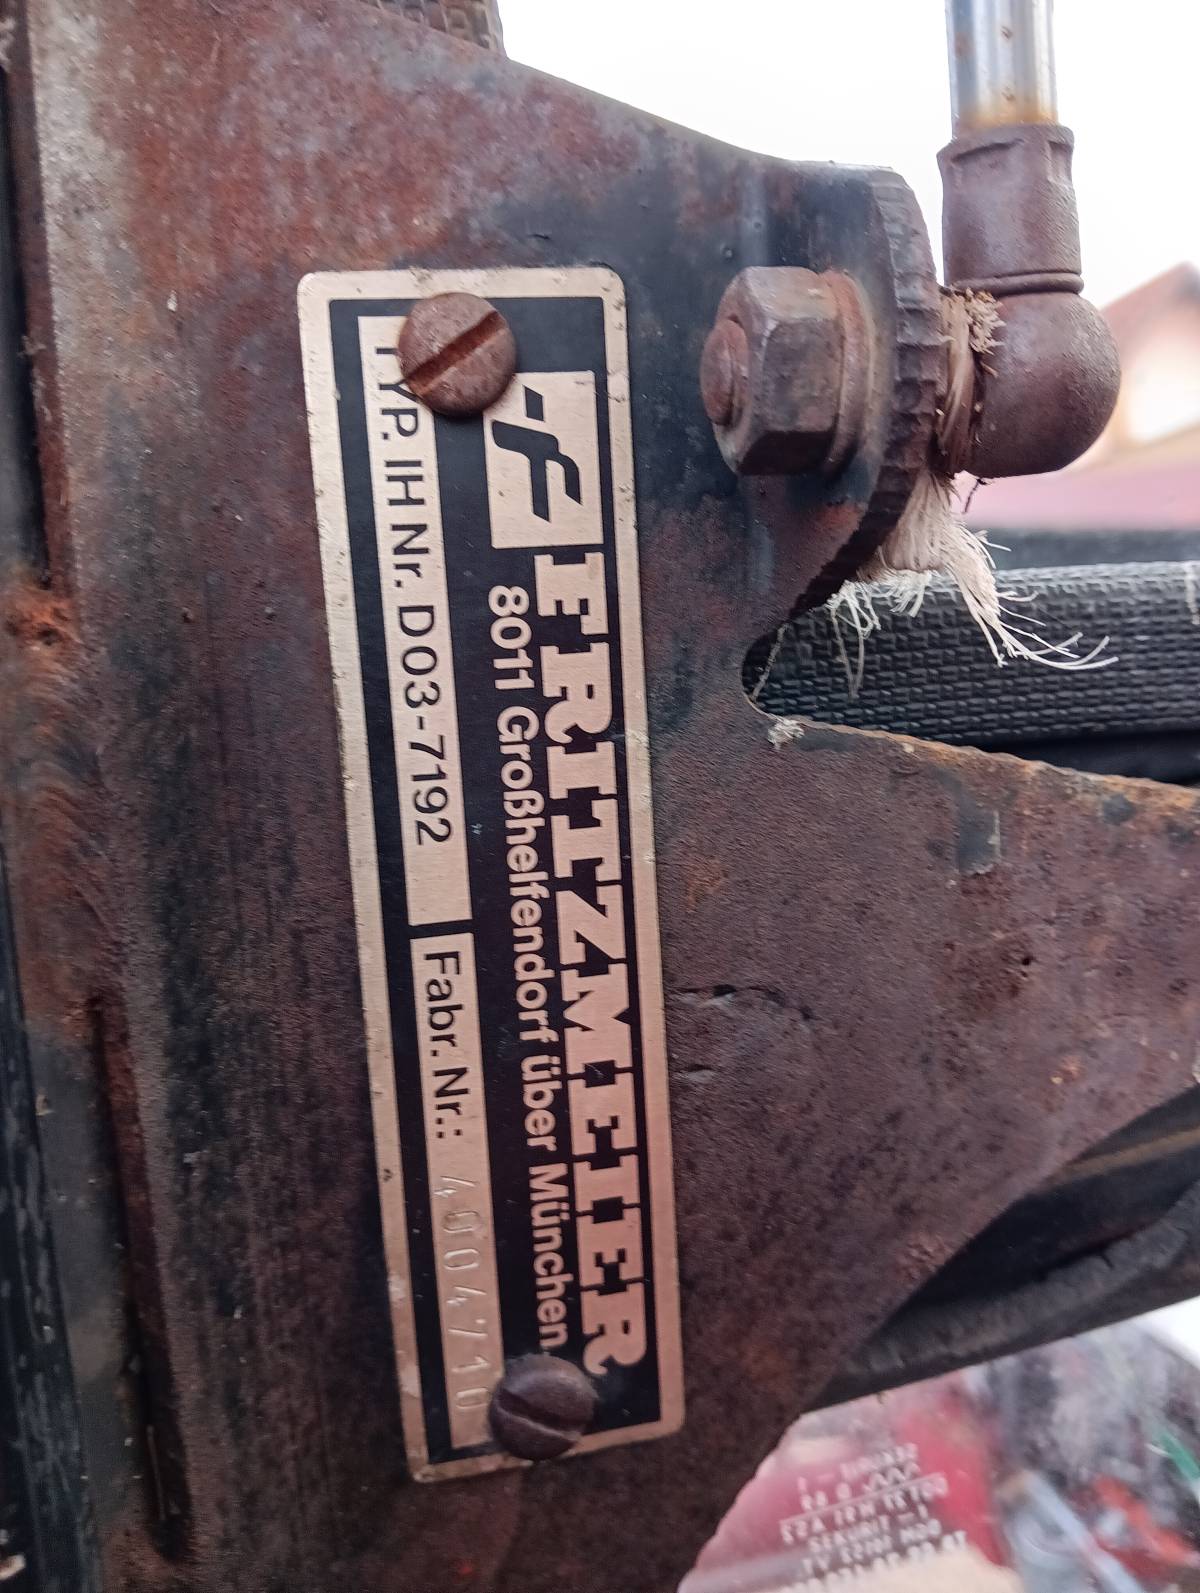 FRITZMEIER
8011 Großhelfendorf über München
TYP. IH Nr. D03-7192 Fabr. Nr.: 4004710